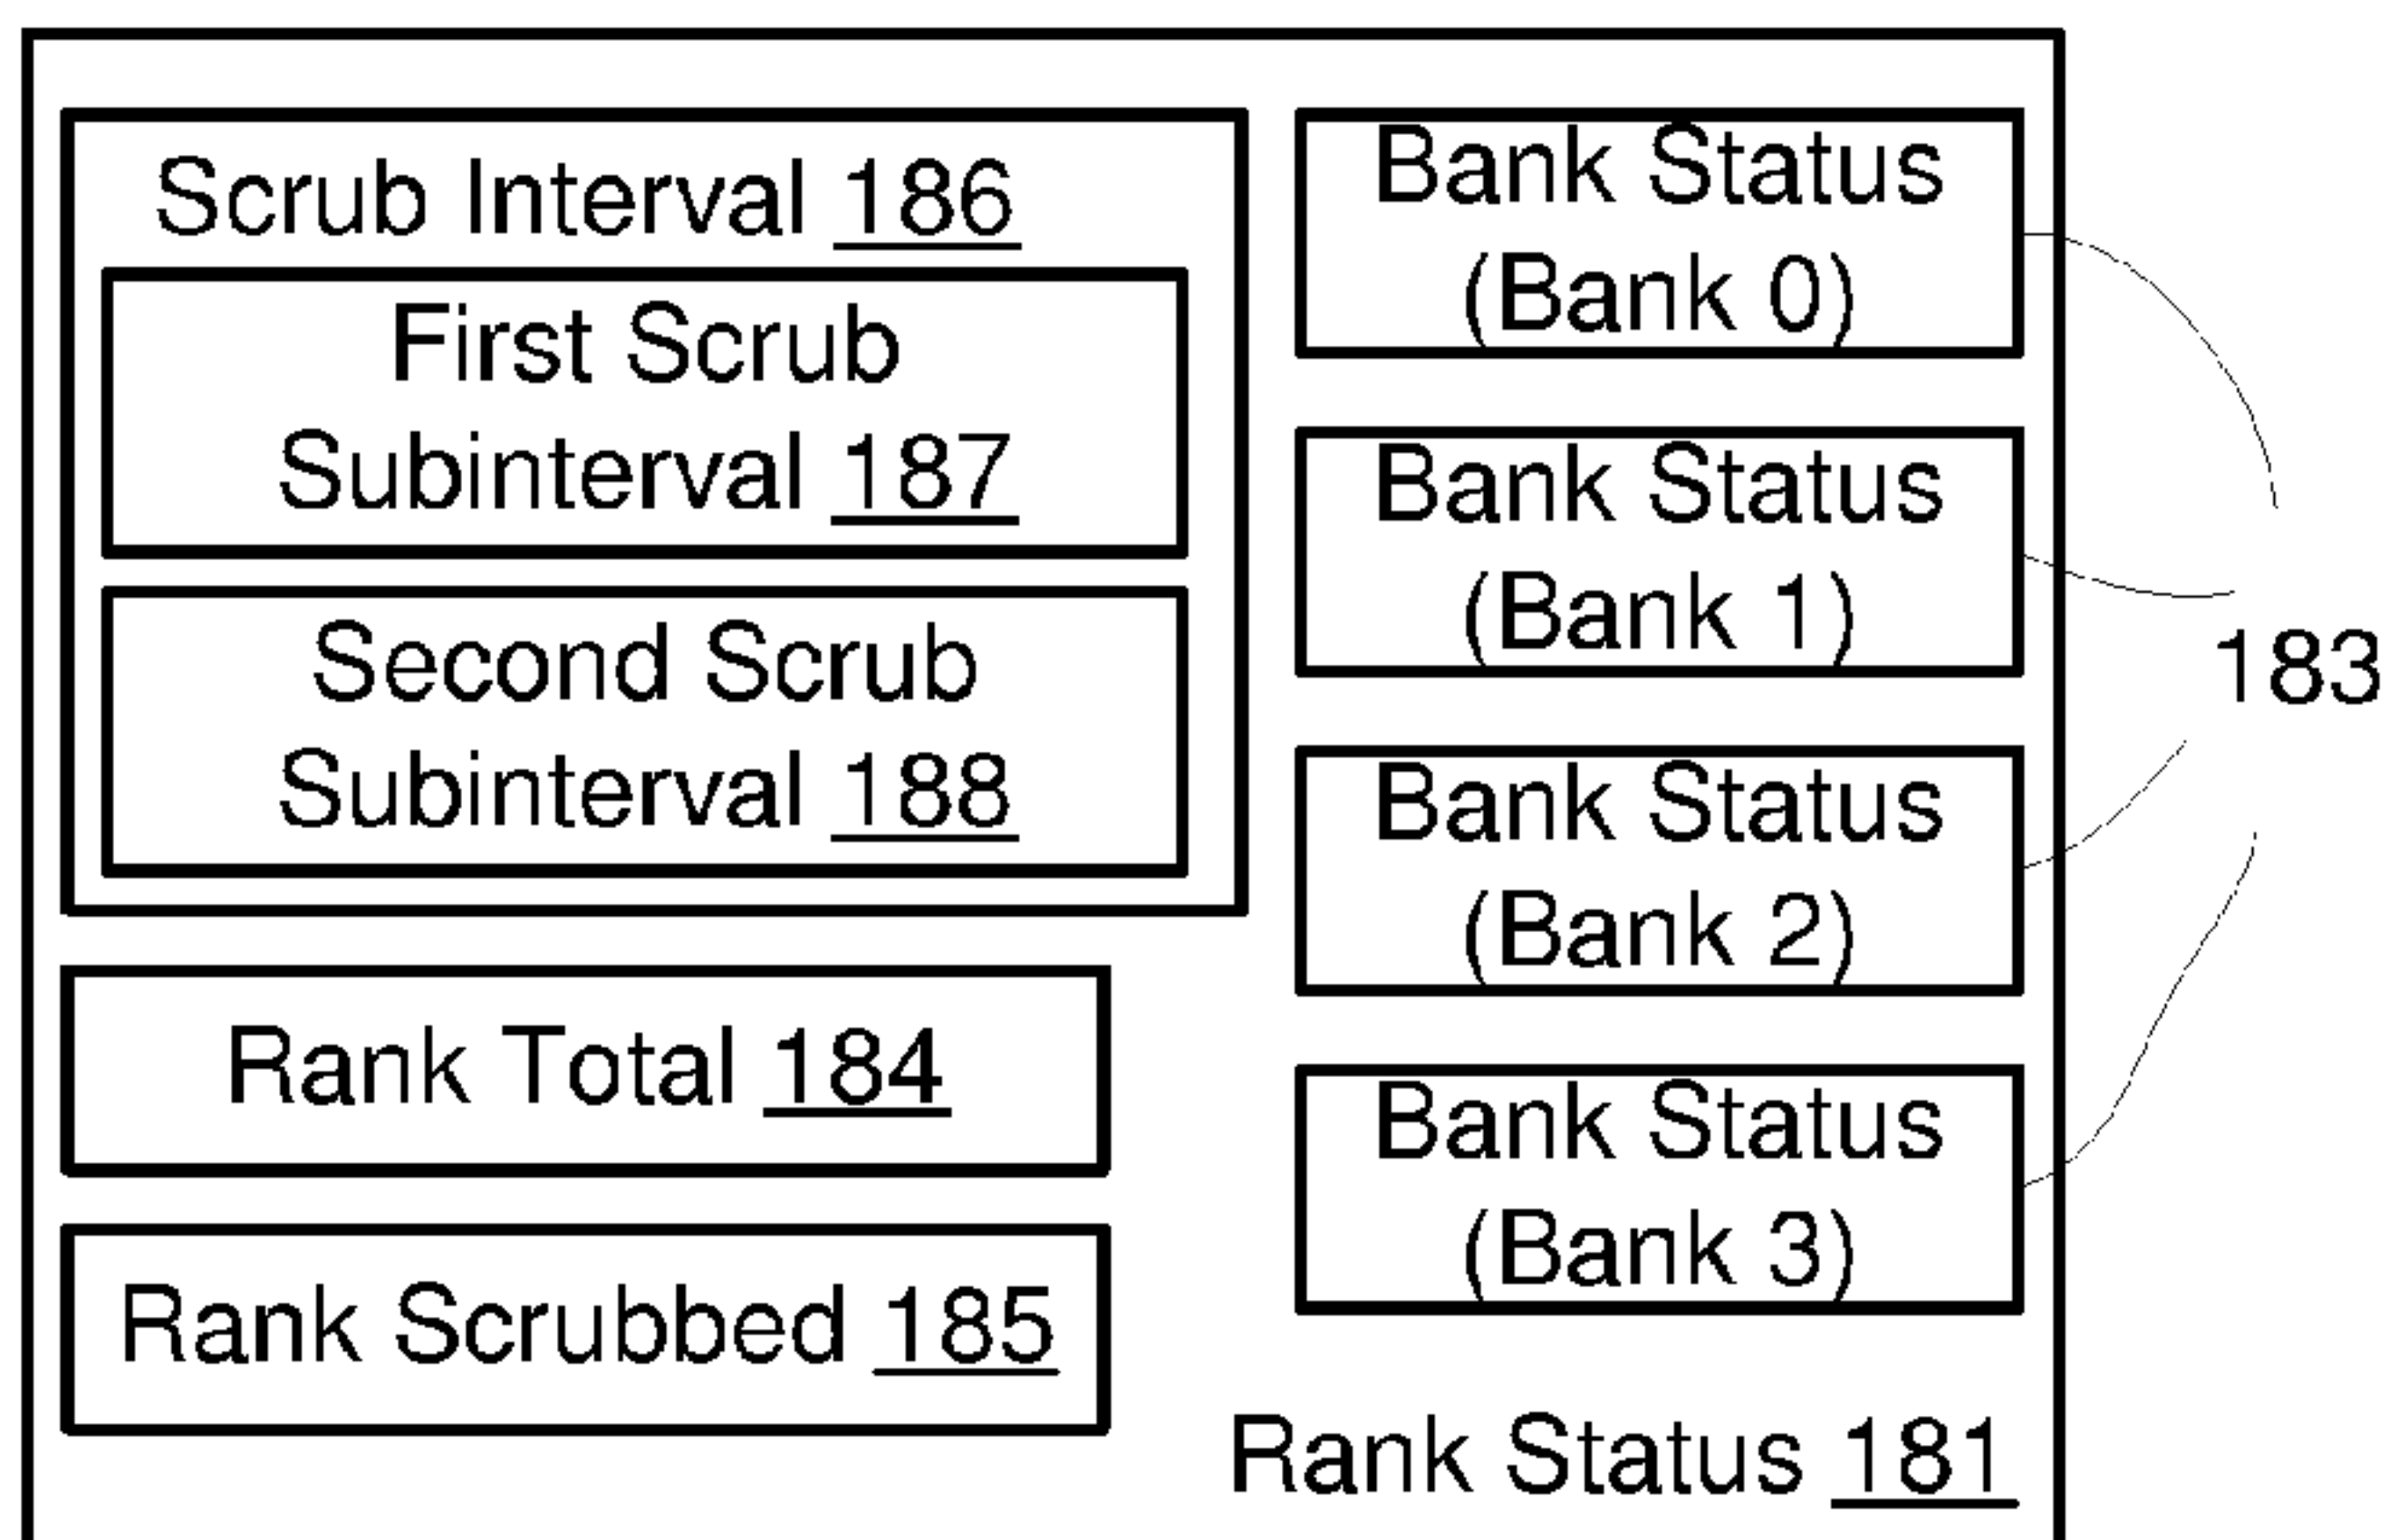 Scrub Interval 186
First Scrub
Subinterval 187
Second Scrub
Subinterval 188
Rank Total 184
Rank Scrubbed 185
Bank Status
(Bank 0)
Bank Status
(Bank 1)
Bank Status
(Bank 2)
Bank Status
(Bank 3)
183
Rank Status 181